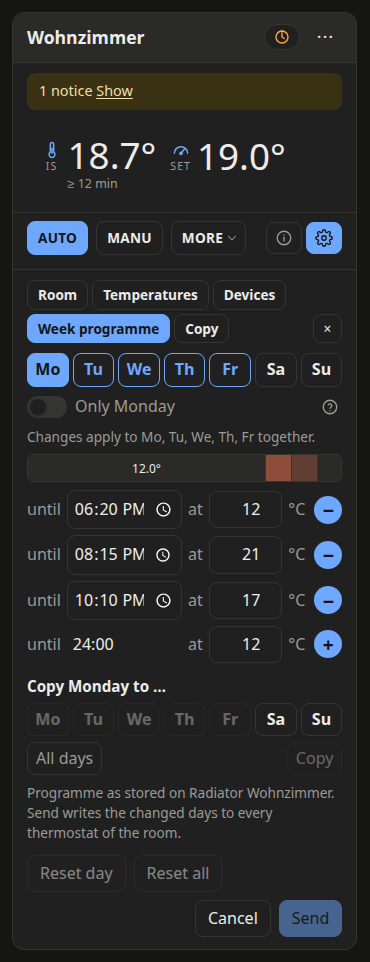 Wohnzimmer ...
1 notice Show
18.7° 19.0°
IS SET
≥ 12 min
AUTO MANU MORE
Room Temperatures Devices
Week programme Copy ×
Mo Tu We Th Fr Sa Su
Only Monday
Changes apply to Mo, Tu, We, Th, Fr together.
12.0°
until 06:20 PM at 12 °C −
until 08:15 PM at 21 °C −
until 10:10 PM at 17 °C −
until 24:00 at 12 °C +
Copy Monday to ...
Mo Tu We Th Fr Sa Su
All days Copy
Programme as stored on Radiator Wohnzimmer.
Send writes the changed days to every
thermostat of the room.
Reset day Reset all
Cancel Send